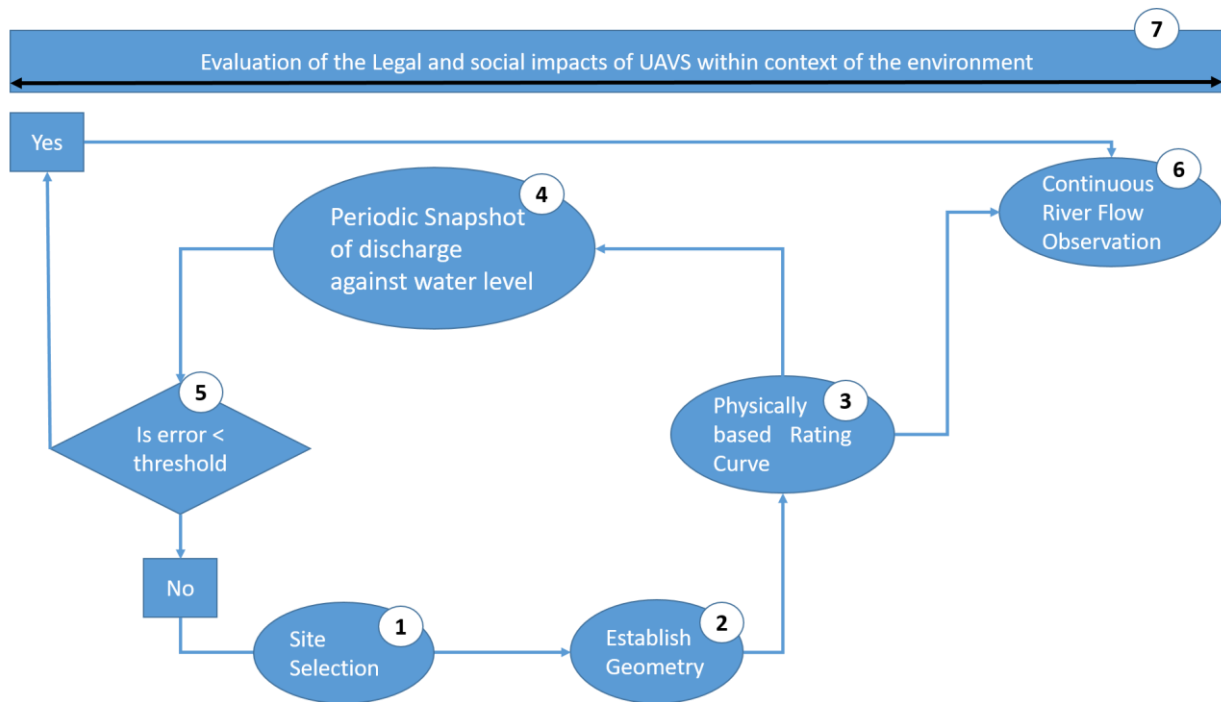 7
Evaluation of the Legal and social impacts of UAVS within context of the environment
Yes
6
Continuous
River Flow
Observation
4
Periodic Snapshot
of discharge
against water level
5
Is error <
threshold
3
Physically
based Rating
Curve
No
1
Site
Selection
2
Establish
Geometry